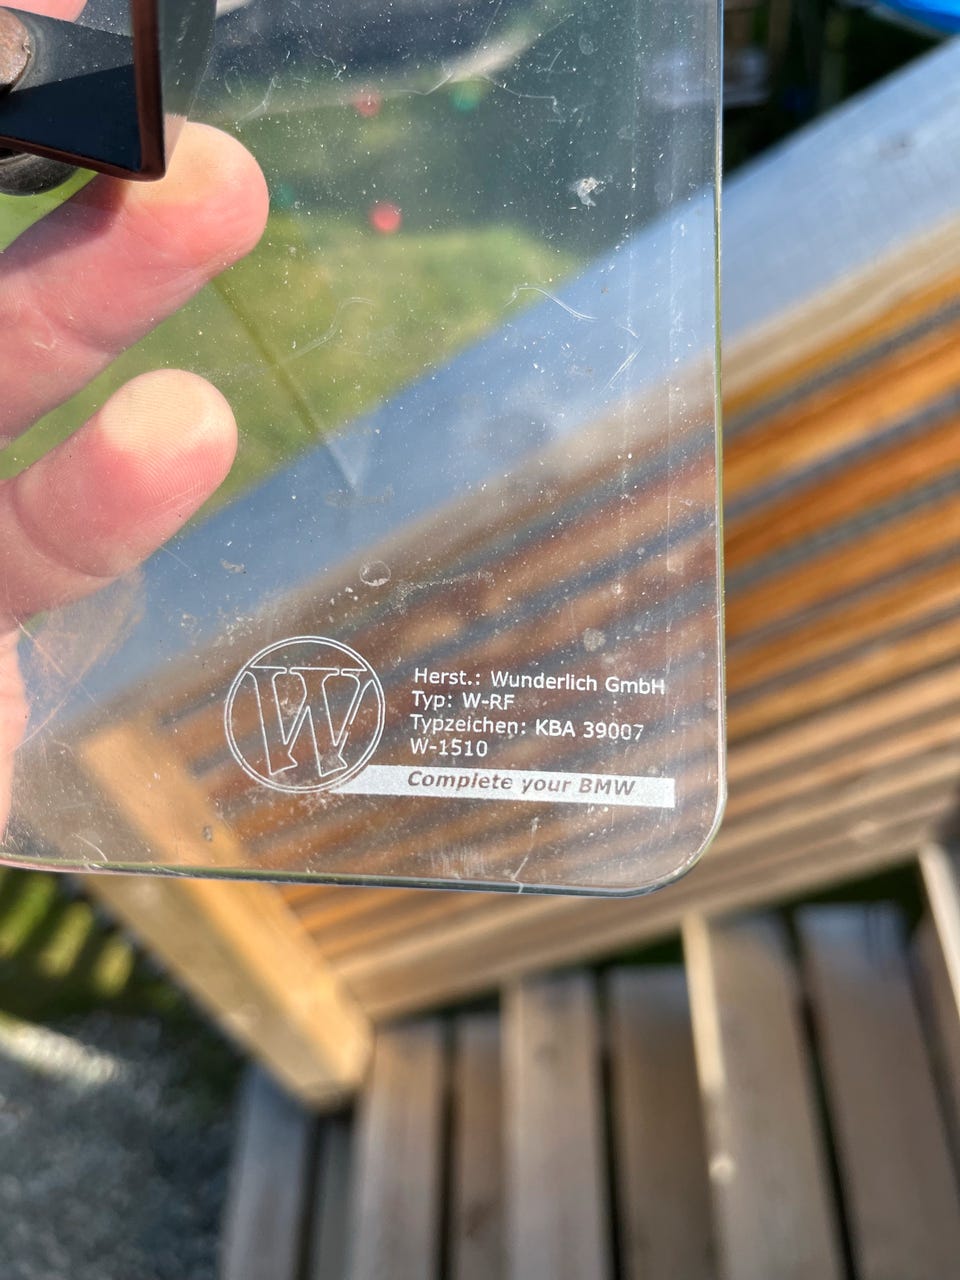 W
Herst.: Wunderlich GmbH
Typ: W-RF
Typzeichen: KBA 39007
W-1510
Complete your BMW